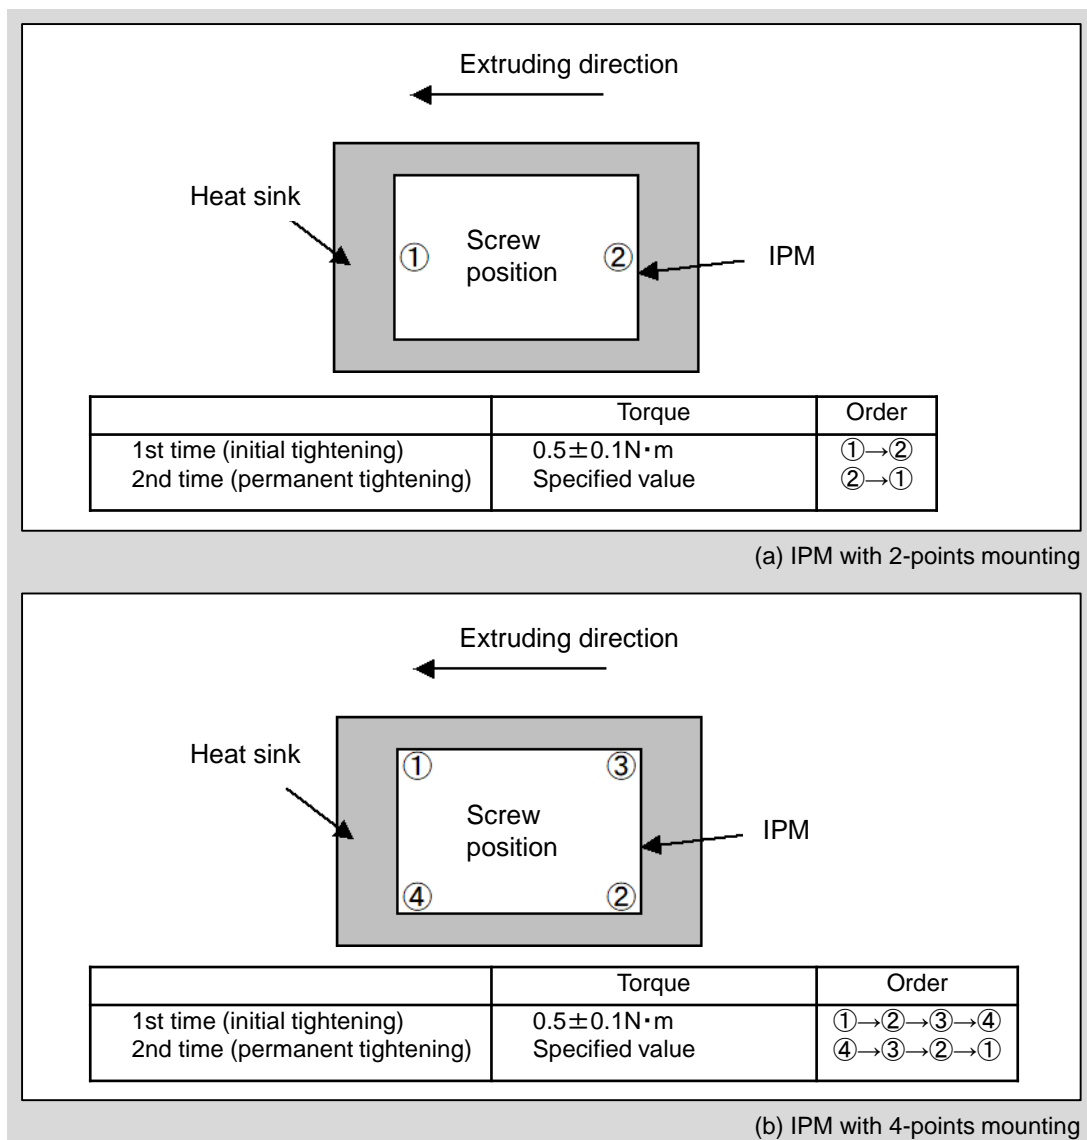 Extruding direction
Heat sink
① Screw position ②
IPM
Torque Order
1st time (initial tightening) 0.5±0.1N・m ①→②
2nd time (permanent tightening) Specified value ②→①
(a) IPM with 2-points mounting
Extruding direction
Heat sink
① ③
Screw
position
IPM
④ ②
Torque Order
1st time (initial tightening) 0.5±0.1N・m ①→②→③→④
2nd time (permanent tightening) Specified value ④→③→②→①
(b) IPM with 4-points mounting